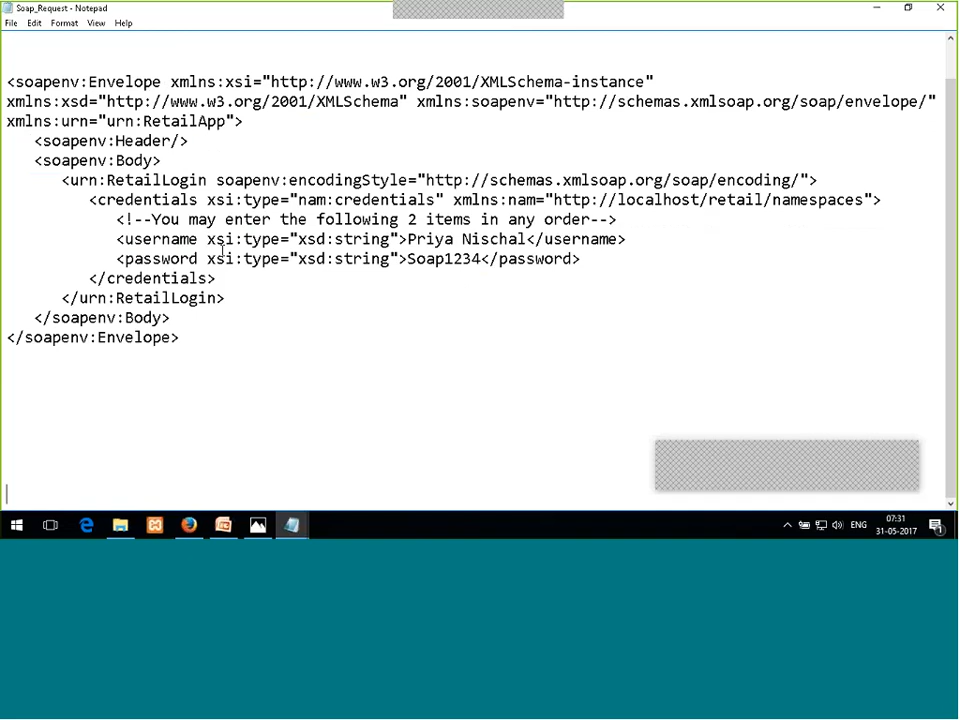 Soap_Request - Notepad
File Edit Format View Help
<soapenv:Envelope xmlns:xsi="http://www.w3.org/2001/XMLSchema-instance"
xmlns:xsd="http://www.w3.org/2001/XMLSchema" xmlns:soapenv="http://schemas.xmlsoap.org/soap/envelope/"
xmlns:urn="urn:RetailApp">
<soapenv:Header/>
<soapenv:Body>
<urn:RetailLogin soapenv:encodingStyle="http://schemas.xmlsoap.org/soap/encoding/">
<credentials xsi:type="nam:credentials" xmlns:nam="http://localhost/retail/namespaces">
<!--You may enter the following 2 items in any order-->
<username xsi:type="xsd:string">Priya Nischal</username>
<password xsi:type="xsd:string">Soap1234</password>
</credentials>
</urn:RetailLogin>
</soapenv:Body>
</soapenv:Envelope>
ENG
07:31
31-05-2017
1